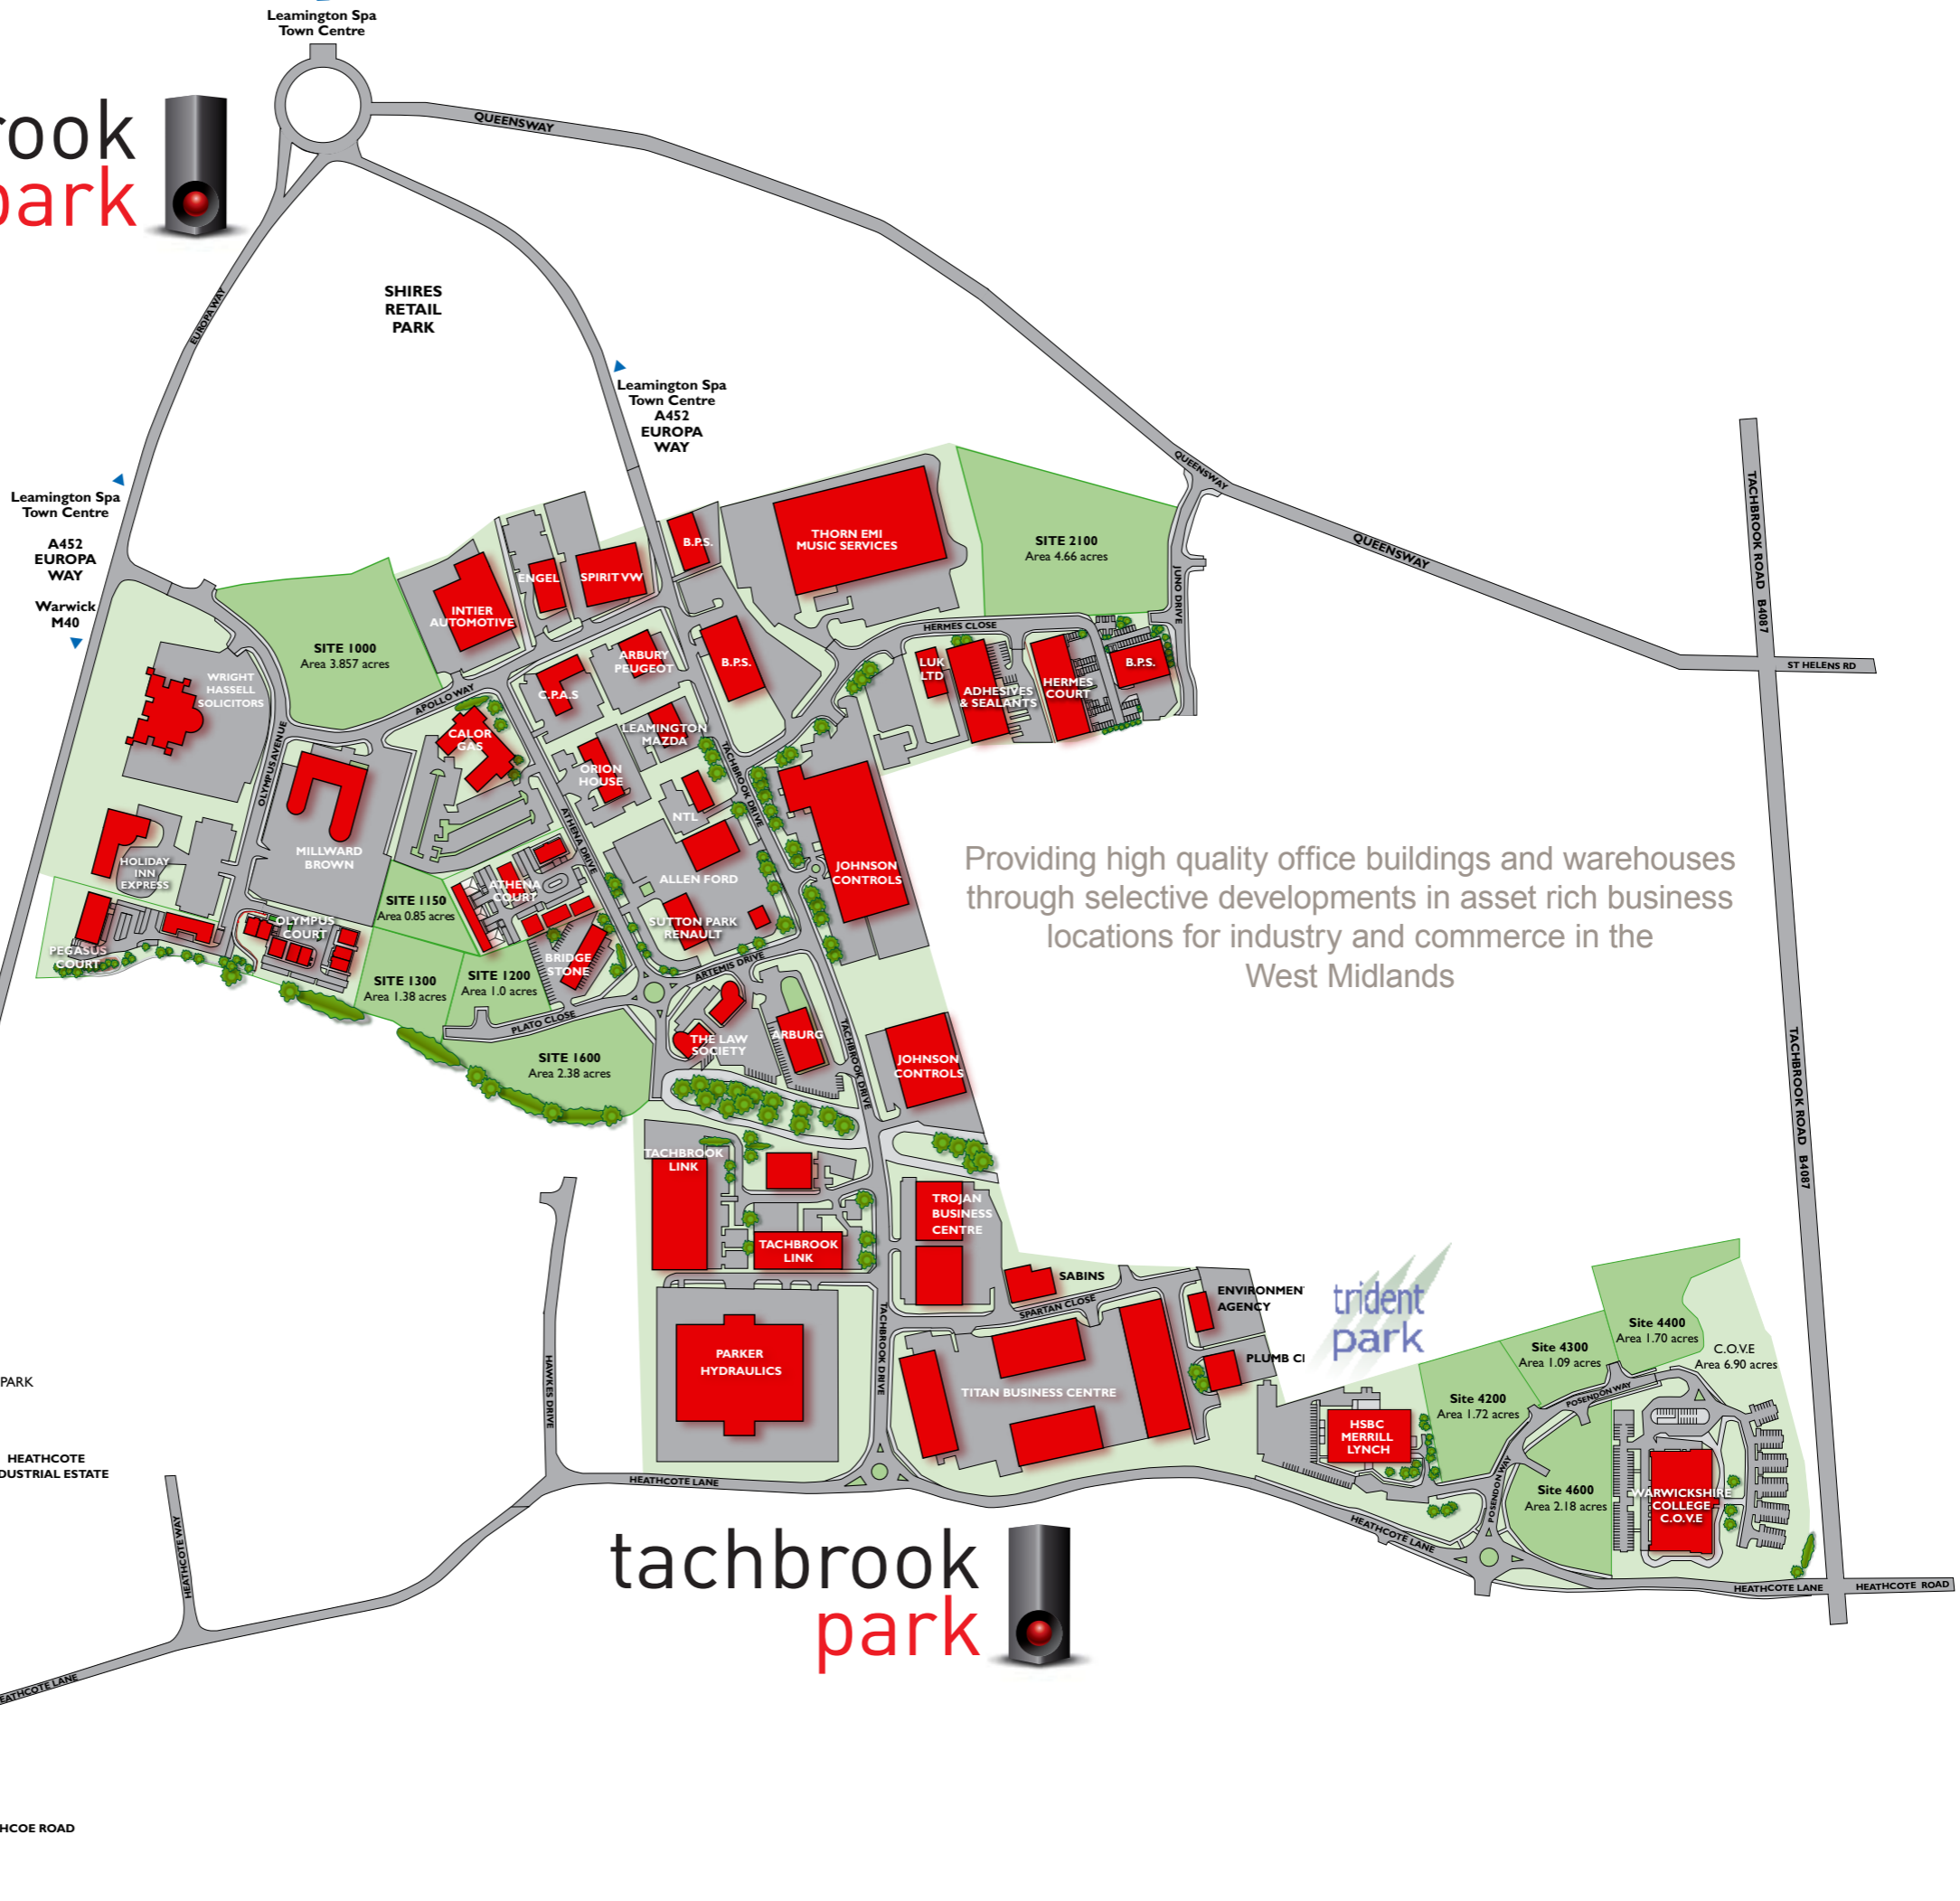 Leamington Spa
Town Centre
rook
park
QUEENSWAY
EUROPA WAY
SHIRES
RETAIL
PARK
Leamington Spa
Town Centre
A452
EUROPA
WAY
Leamington Spa
Town Centre
A452
EUROPA
WAY
Warwick
M40
QUEENSWAY
QUEENSWAY
TACHBROOK ROAD B4087
ST HELENS RD
JUNO DRIVE
THORN EMI
MUSIC SERVICES
SITE 2100
Area 4.66 acres
B.P.S.
ENGEL
SPIRIT VW
INTIER
AUTOMOTIVE
SITE 1000
Area 3.857 acres
HERMES CLOSE
WRIGHT
HASSELL
SOLICITORS
APOLLO WAY
ARBURY
PEUGEOT
B.P.S.
C.P.A.S
LUK
LTD
ADHESIVES
& SEALANTS
HERMES
COURT
B.P.S.
CALOR
GAS
LEAMINGTON
MAZDA
TACHBROOK DRIVE
ORION
HOUSE
OLYMPUS AVENUE
NTL
ATHENA DRIVE
MILLWARD
BROWN
HOLIDAY
INN
EXPRESS
ALLEN FORD
JOHNSON
CONTROLS
ATHENA
COURT
SITE 1150
Area 0.85 acres
OLYMPUS
COURT
SUTTON PARK
RENAULT
PEGASUS
COURT
BRIDGE
STONE
ARTEMIS DRIVE
SITE 1300
Area 1.38 acres
SITE 1200
Area 1.0 acres
PLATO CLOSE
Providing high quality office buildings and warehouses
through selective developments in asset rich business
locations for industry and commerce in the
West Midlands
THE LAW
SOCIETY
ARBURG
TACHBROOK DRIVE
JOHNSON
CONTROLS
SITE 1600
Area 2.38 acres
TACHBROOK ROAD B4087
TACHBROOK
LINK
TROJAN
BUSINESS
CENTRE
TACHBROOK
LINK
SABINS
SPARTAN CLOSE
ENVIRONMEN
AGENCY
PLUMB C
trident
park
TACHBROOK DRIVE
PARKER
HYDRAULICS
TITAN BUSINESS CENTRE
HAWKES DRIVE
Site 4400
Area 1.70 acres
Site 4300
Area 1.09 acres
C.O.V.E
Area 6.90 acres
Site 4200
Area 1.72 acres
POSENDON WAY
HSBC
MERRILL
LYNCH
POSENDON WAY
Site 4600
Area 2.18 acres
WARWICKSHIRE
COLLEGE
C.O.V.E
PARK
HEATHCOTE
DUSTRIAL ESTATE
HEATHCOTE LANE
HEATHCOTE LANE
HEATHCOTE LANE
HEATHCOTE ROAD
HEATHCOTE WAY
tachbrook
park
EATHCOTE LANE
HCOE ROAD